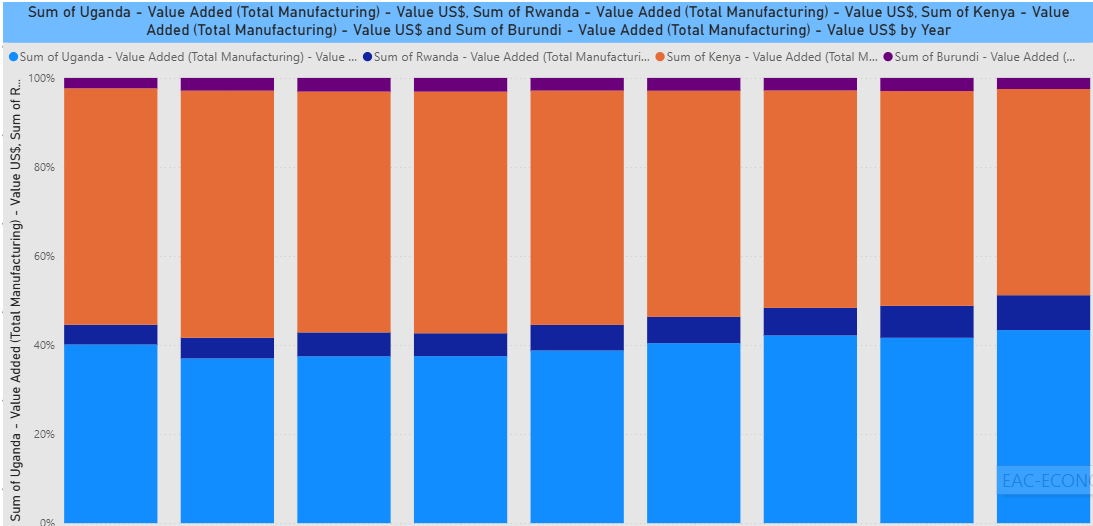 Sum of Uganda - Value Added (Total Manufacturing) - Value US$, Sum of Rwanda - Value Added (Total Manufacturing) - Value US$, Sum of Kenya - Value
Added (Total Manufacturing) - Value US$ and Sum of Burundi - Value Added (Total Manufacturing) - Value US$ by Year
Sum of Uganda - Value Added (Total Manufacturing) - Value ... Sum of Rwanda - Value Added (Total Manufacturi... Sum of Kenya - Value Added (Total M... Sum of Burundi - Value Added (...
Sum of Uganda - Value Added (Total Manufacturing) - Value US$, Sum of R...
100%
80%
60%
40%
20%
0%
EAC-ECON